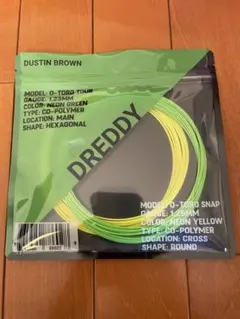 DUSTIN BROWN
MODEL: O-TORO TOUR
GAUGE: 1.23MM
COLOR: NEON GREEN
TYPE: CO-POLYMER
LOCATION: MAIN
SHAPE: HEXAGONAL
DREDDY
MODEL: O-TORO SNAP
GAUGE: 1.25MM
COLOR: NEON YELLOW
TYPE: CO-POLYMER
LOCATION: CROSS
SHAPE: ROUND